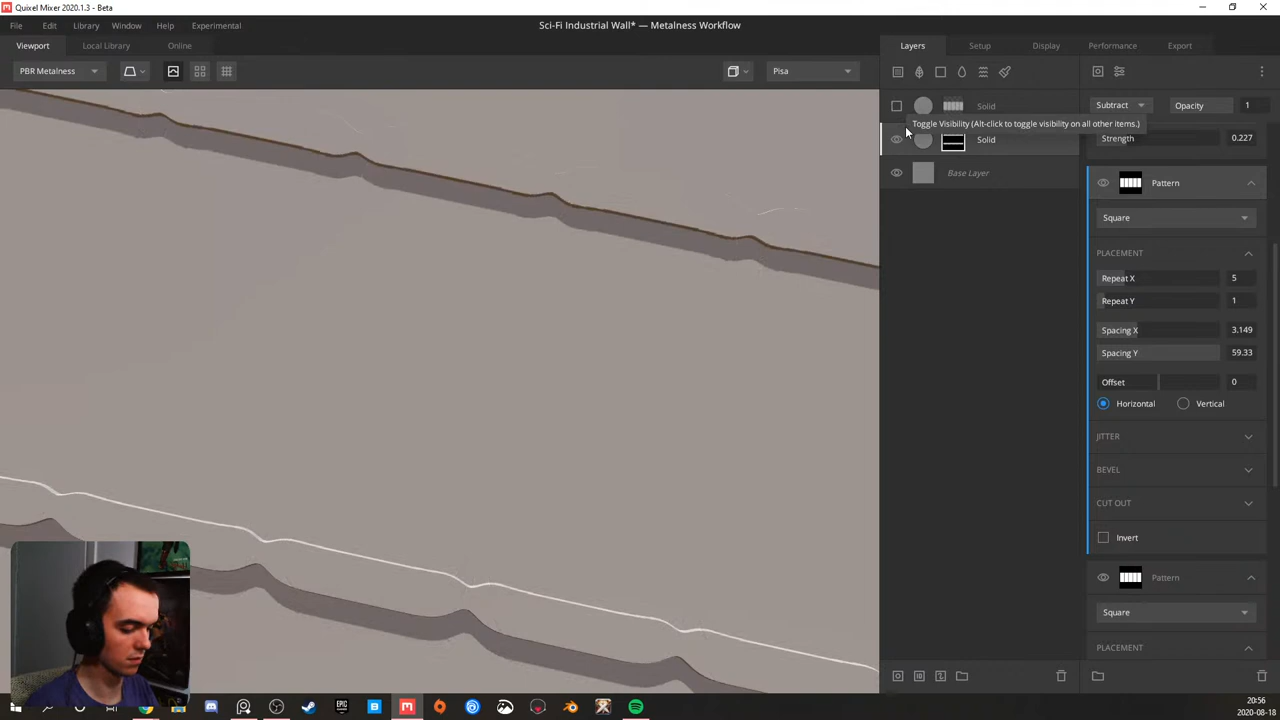 Quixel Mixer 2020.1.3 - Beta
File Edit Library Window Help Experimental
Sci-Fi Industrial Wall* — Metalness Workflow
Viewport Local Library Online
Layers Setup Display Performance Export
PBR Metalness
Pisa
Solid
Subtract Opacity 1
Toggle Visibility (Alt-click to toggle visibility on all other items.)
Solid
Strength 0.227
Base Layer
Pattern
Square
PLACEMENT
Repeat X 5
Repeat Y 1
Spacing X 3.149
Spacing Y 59.33
Offset 0
Horizontal Vertical
JITTER
BEVEL
CUT OUT
Invert
Pattern
Square
PLACEMENT
EPIC
B
M
20:56
2020-08-18